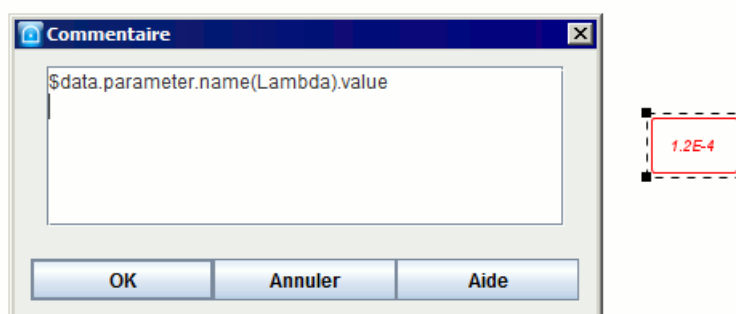 Commentaire
$data.parameter.name(Lambda).value
1.2E-4
OK
Annuler
Aide